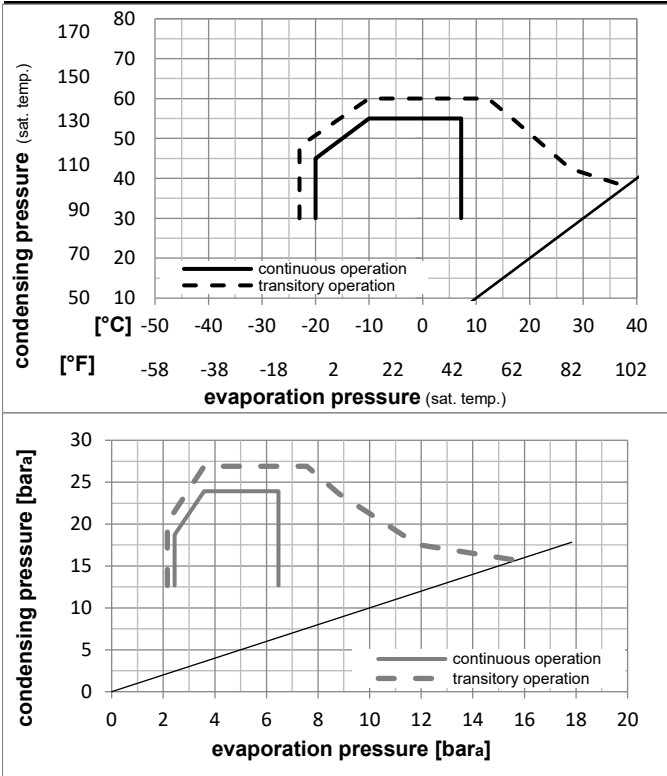 condensing pressure (sat. temp.)
170 80
150 70
60
130 50
110 40
90 30
70 20
50 10
continuous operation
transitory operation
[°C] -50 -40 -30 -20 -10 0 10 20 30 40
[°F] -58 -38 -18 2 22 42 62 82 102
evaporation pressure (sat. temp.)
condensing pressure [bara]
30
25
20
15
10
5
0
continuous operation
transitory operation
0 2 4 6 8 10 12 14 16 18 20
evaporation pressure [bara]